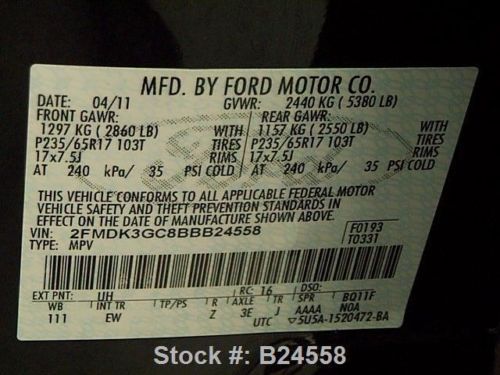 MFD. BY FORD MOTOR CO.
DATE: 04/11 GVWR: 2440 KG ( 5380 LB)
FRONT GAWR: REAR GAWR:
1297 KG ( 2860 LB) WITH 1157 KG ( 2550 LB) WITH
P235/65R17 103T TIRES P235/65R17 103T TIRES
17x7.5J RIMS 17x7.5J RIMS
AT 240 kPa/ 35 PSI COLD AT 240 kPa/ 35 PSI COLD
THIS VEHICLE CONFORMS TO ALL APPLICABLE FEDERAL MOTOR
VEHICLE SAFETY AND THEFT PREVENTION STANDARDS IN
EFFECT ON THE DATE OF MANUFACTURE SHOWN ABOVE.
VIN: 2FMDK3GC8BBB24558 F0193
TYPE: MPV T0331
EXT PNT: UH RC: 16 DSO:
WB INT TR TP/PS R AXLE TR SPR BQ11F
111 EW Z 3E J AAAA NOA
UTC 5U5A-1520472-BA
Stock #: B24558